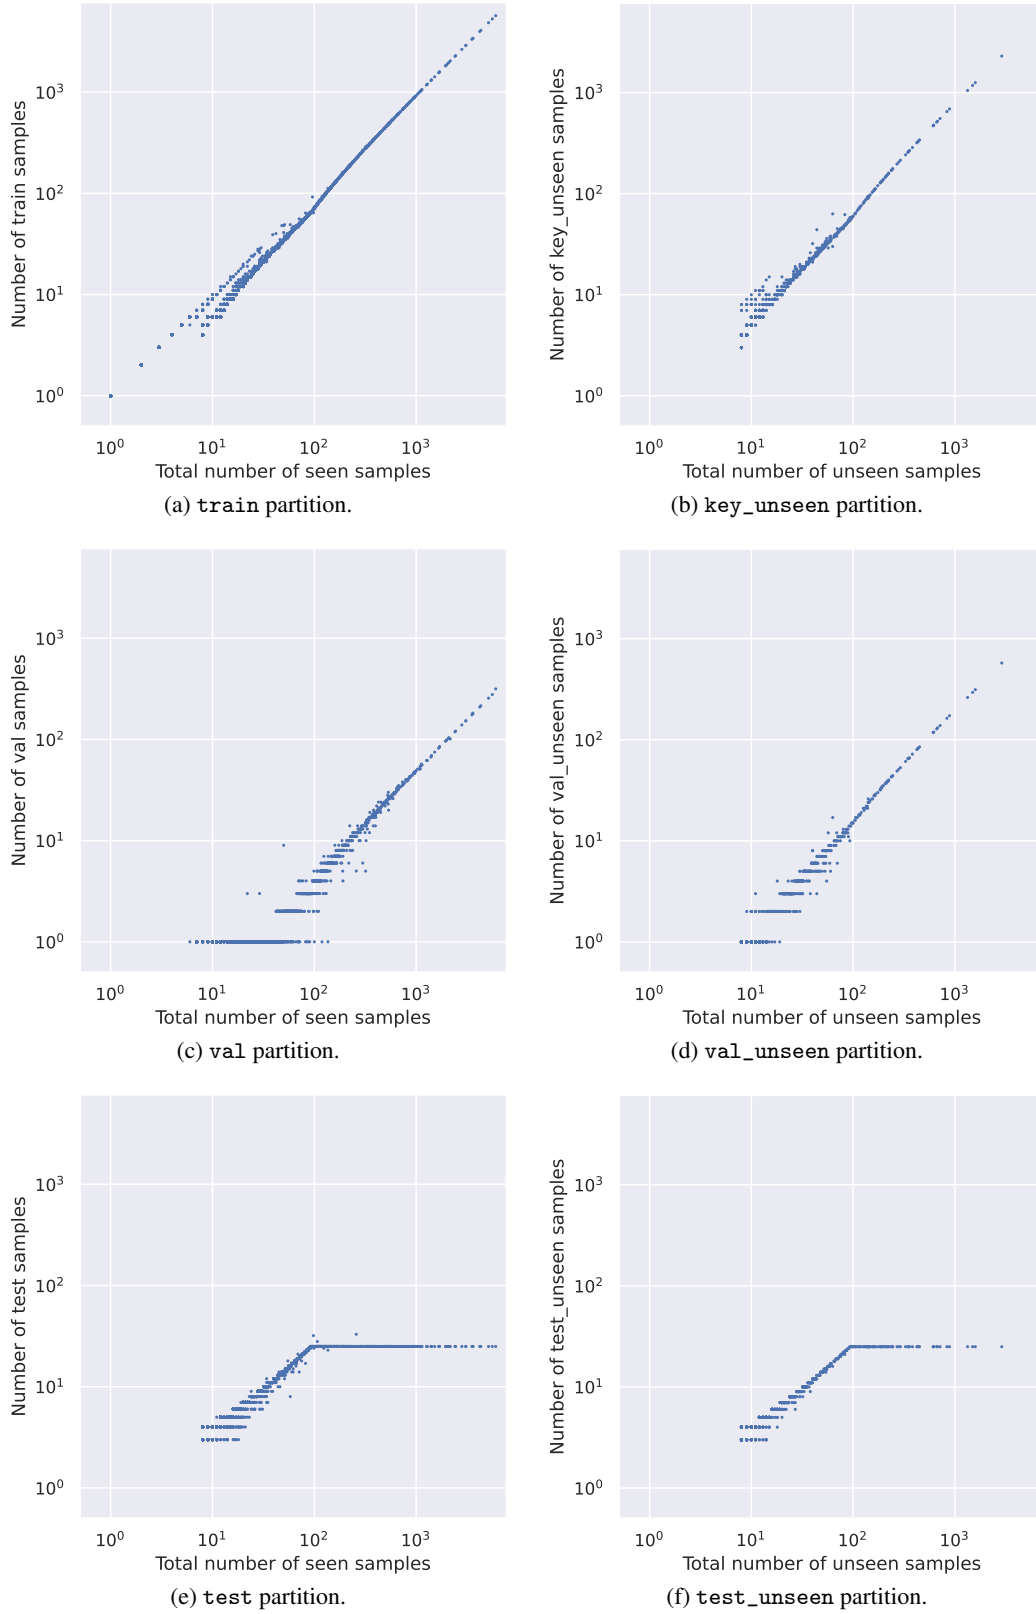 Number of train samples
10³
10²
10¹
10⁰
10⁰ 10¹ 10² 10³
Total number of seen samples
(a) train partition.
Number of key_unseen samples
10³
10²
10¹
10⁰
10⁰ 10¹ 10² 10³
Total number of unseen samples
(b) key_unseen partition.
Number of val samples
10³
10²
10¹
10⁰
10⁰ 10¹ 10² 10³
Total number of seen samples
(c) val partition.
Number of val_unseen samples
10³
10²
10¹
10⁰
10⁰ 10¹ 10² 10³
Total number of unseen samples
(d) val_unseen partition.
Number of test samples
10³
10²
10¹
10⁰
10⁰ 10¹ 10² 10³
Total number of seen samples
(e) test partition.
Number of test_unseen samples
10³
10²
10¹
10⁰
10⁰ 10¹ 10² 10³
Total number of unseen samples
(f) test_unseen partition.